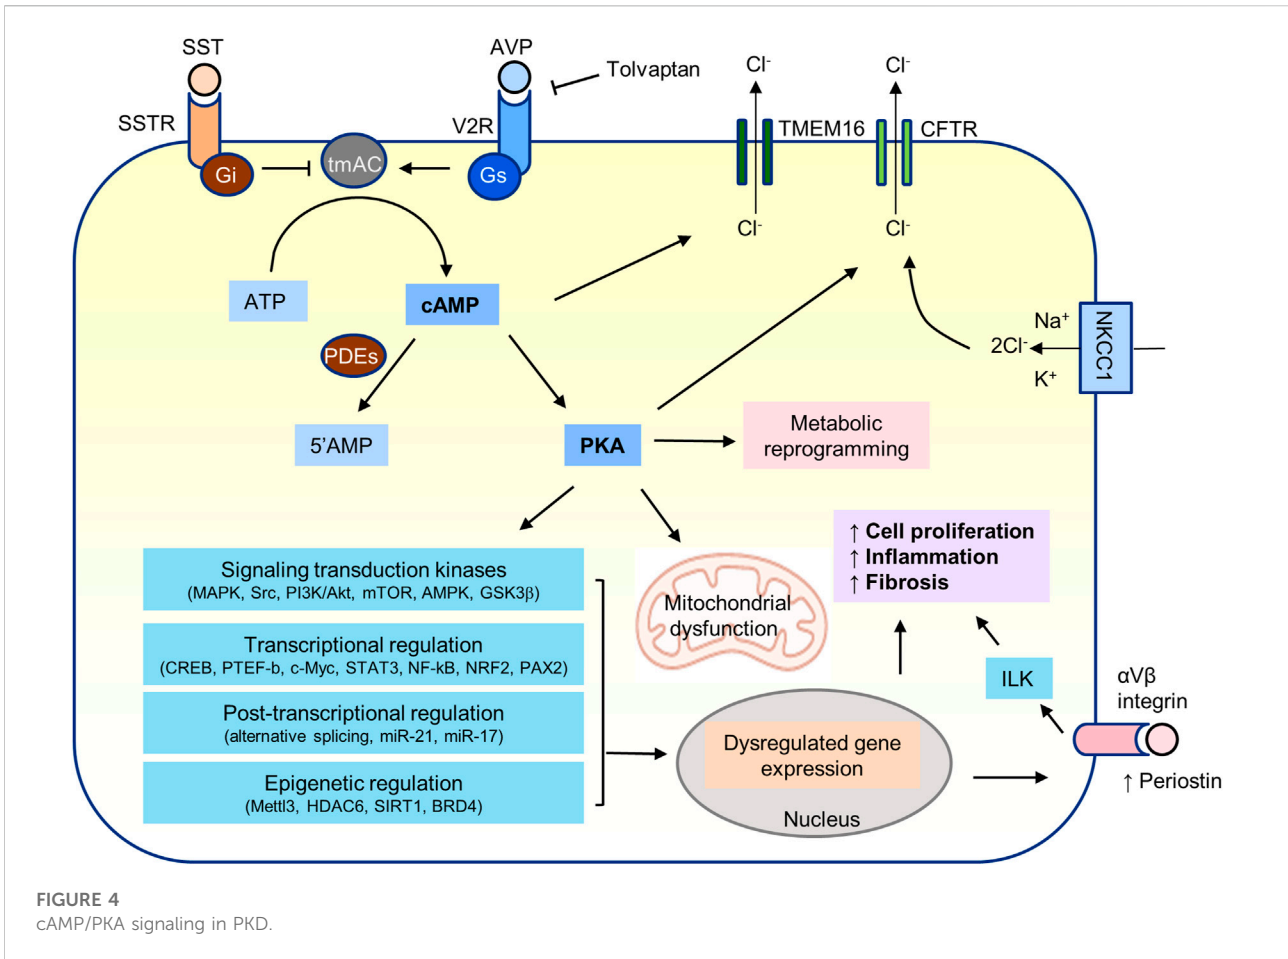 SST
AVP
Tolvaptan
Cl-
Cl-
SSTR
V2R
TMEM16
CFTR
Gi
tmAC
Gs
Cl-
Cl-
ATP
cAMP
PDEs
Na+
2Cl-
K+
NKCC1
5'AMP
PKA
Metabolic
reprogramming
↑ Cell proliferation
↑ Inflammation
↑ Fibrosis
Signaling transduction kinases
(MAPK, Src, PI3K/Akt, mTOR, AMPK, GSK3β)
Mitochondrial
dysfunction
Transcriptional regulation
(CREB, PTEF-b, c-Myc, STAT3, NF-kB, NRF2, PAX2)
ILK
αVβ
integrin
Post-transcriptional regulation
(alternative splicing, miR-21, miR-17)
Dysregulated gene
expression
Epigenetic regulation
(Mettl3, HDAC6, SIRT1, BRD4)
↑ Periostin
Nucleus
FIGURE 4
cAMP/PKA signaling in PKD.